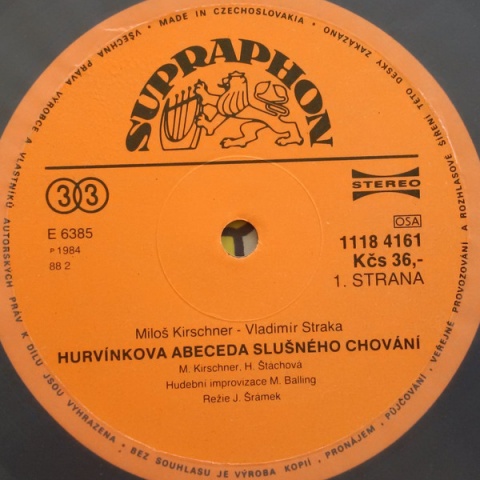 MADE IN CZECHOSLOVAKIA • VŠECHNA PRÁVA VÝROBCE A VLASTNÍKŮ AUTORSKÝCH PRÁV K DÍLU JSOU VYHRAZENA • BEZ SOUHLASU JE VÝROBA KOPIÍ, PRONÁJEM, PŮJČOVÁNÍ, VEŘEJNÉ PROVOZOVÁNÍ A ROZHLASOVÉ ŠÍŘENÍ TÉTO DESKY ZAKÁZÁNO •
SUPRAPHON
33
STEREO
OSA
E 6385
1118 4161
℗ 1984
Kčs 36,-
88 2
1. STRANA
Miloš Kirschner - Vladimír Straka
HURVÍNKOVA ABECEDA SLUŠNÉHO CHOVÁNÍ
M. Kirschner, H. Štáchová
Hudební improvizace M. Balling
Režie J. Šrámek